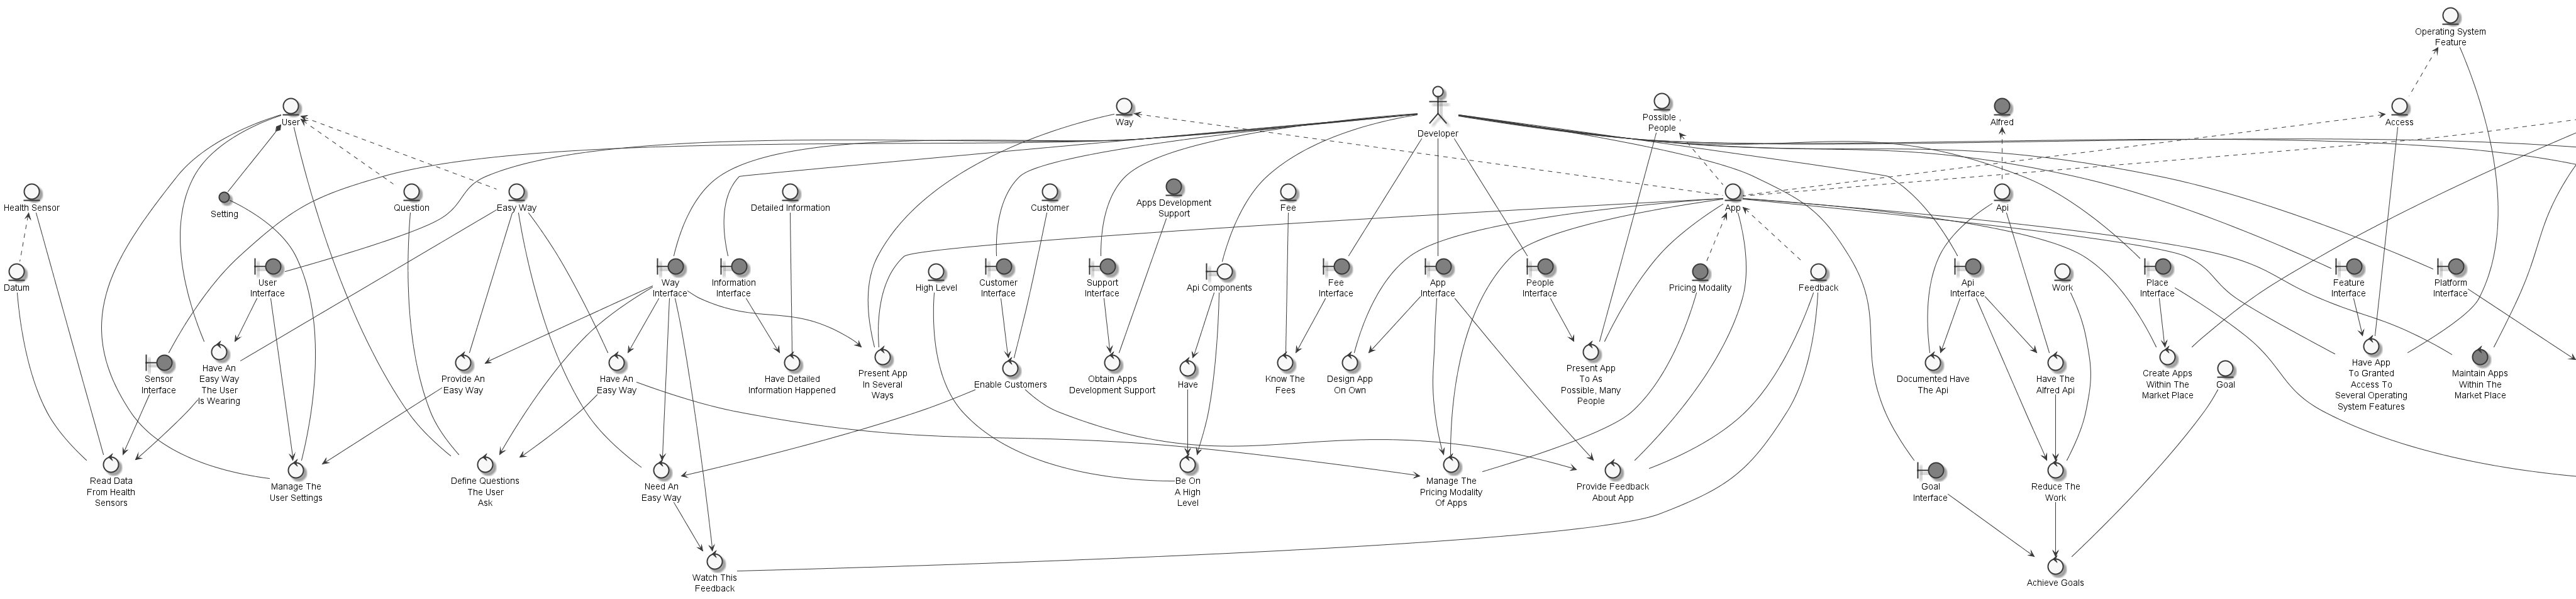 Operating System
Feature
User
Way
Developer
Possible
People
Alfred
Access
Health Sensor
Setting
Question
Easy Way
Detailed Information
Customer
Apps Development
Support
Fee
App
Api
Datum
User
Interface
Way
Interface
Information
Interface
High Level
Customer
Interface
Support
Interface
Api Components
Fee
Interface
App
Interface
People
Interface
Pricing Modality
Feedback
Api
Interface
Work
Place
Interface
Feature
Interface
Platform
Interface
Sensor
Interface
Have An
Easy Way
The User
Is Wearing
Provide An
Easy Way
Have An
Easy Way
Have Detailed
Information Happened
Present App
In Several
Ways
Enable Customers
Obtain Apps
Development Support
Have
Know The
Fees
Design App
On Own
Present App
To As
Possible, Many
People
Documented Have
The Api
Have The
Alfred Api
Create Apps
Within The
Market Place
Goal
Have App
To Granted
Access To
Several Operating
System Features
Maintain Apps
Within The
Market Place
Read Data
From Health
Sensors
Manage The
User Settings
Define Questions
The User
Ask
Need An
Easy Way
Be On
A High
Level
Manage The
Pricing Modality
Of Apps
Provide Feedback
About App
Goal
Interface
Reduce The
Work
Watch This
Feedback
Achieve Goals